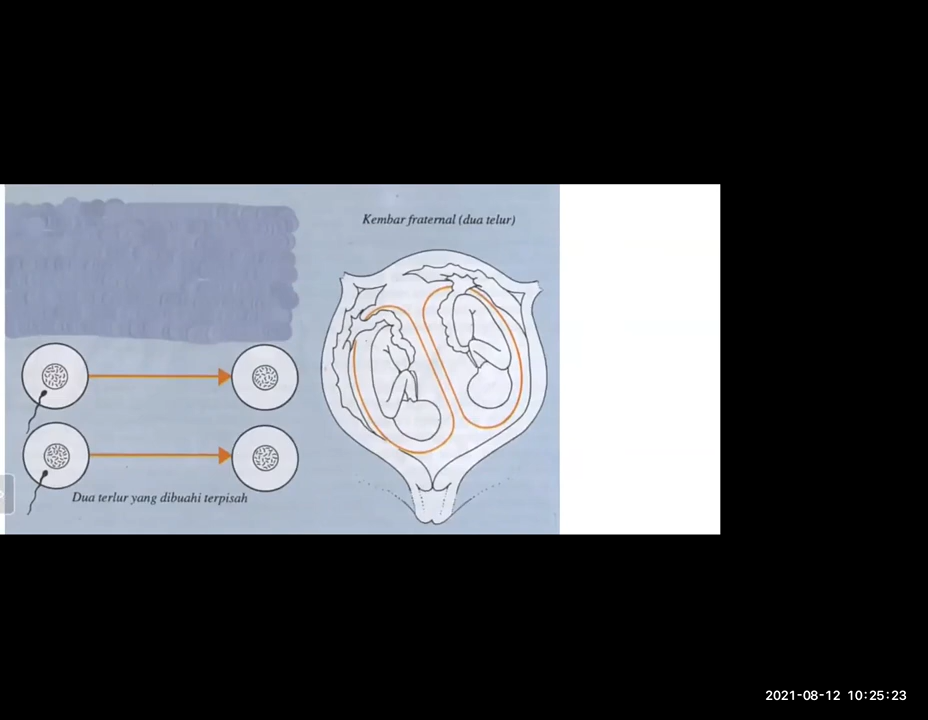 Kembar fraternal (dua telur)
Dua terlur yang dibuahi terpisah
2021-08-12 10:25:23